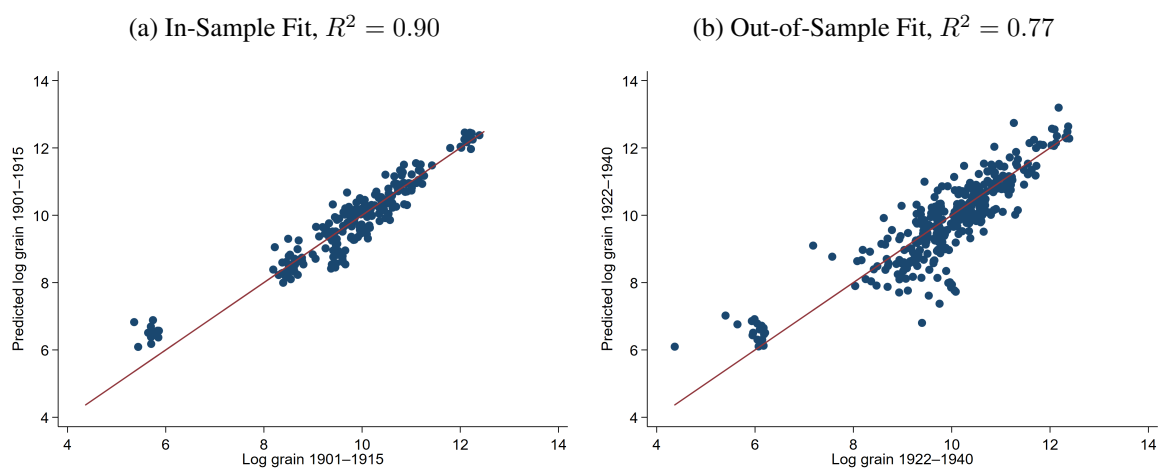 (a) In-Sample Fit, R² = 0.90
14
12
10
8
6
4
Predicted log grain 1901–1915
4 6 8 10 12 14
Log grain 1901–1915
(b) Out-of-Sample Fit, R² = 0.77
14
12
10
8
6
4
Predicted log grain 1922–1940
4 6 8 10 12 14
Log grain 1922–1940